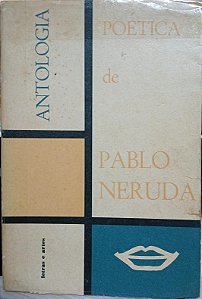 ANTOLOGIA
POÉTICA
de
PABLO
NERUDA
letras e artes